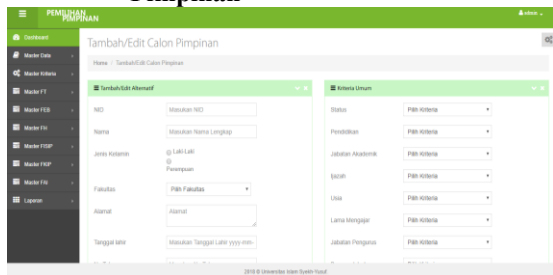 Pimpinan
PEMILIHAN
PIMPINAN
admin
Dashboard
Master Data
Master Kriteria
Master FT
Master FEB
Master FH
Master FISIP
Master FKIP
Master FAI
Laporan
Tambah/Edit Calon Pimpinan
Home / Tambah/Edit Calon Pimpinan
Tambah/Edit Alternatif
NIO
Masukan NIO
Nama
Masukan Nama Lengkap
Jenis Kelamin
Laki Laki
Perempuan
Fakultas
Pilih Fakultas
Alamat
Alamat
Tanggal lahir
Masukan Tanggal Lahir yyyy-mm-
Kriteria Umum
Status
Pilih Kriteria
Pendidikan
Pilih Kriteria
Jabatan Akademik
Pilih Kriteria
Ijazah
Pilih Kriteria
Usia
Pilih Kriteria
Lama Mengajar
Pilih Kriteria
Jabatan Pengurus
Pilih Kriteria
2018 © Universitas Islam Syekh-Yusuf